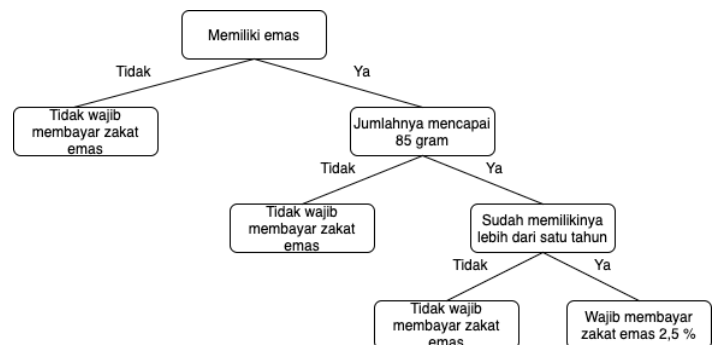 Memiliki emas
Tidak
Ya
Tidak wajib
membayar zakat
emas
Jumlahnya mencapai
85 gram
Tidak
Ya
Tidak wajib
membayar zakat
emas
Sudah memilikinya
lebih dari satu tahun
Tidak
Ya
Tidak wajib
membayar zakat
emas
Wajib membayar
zakat emas 2,5 %